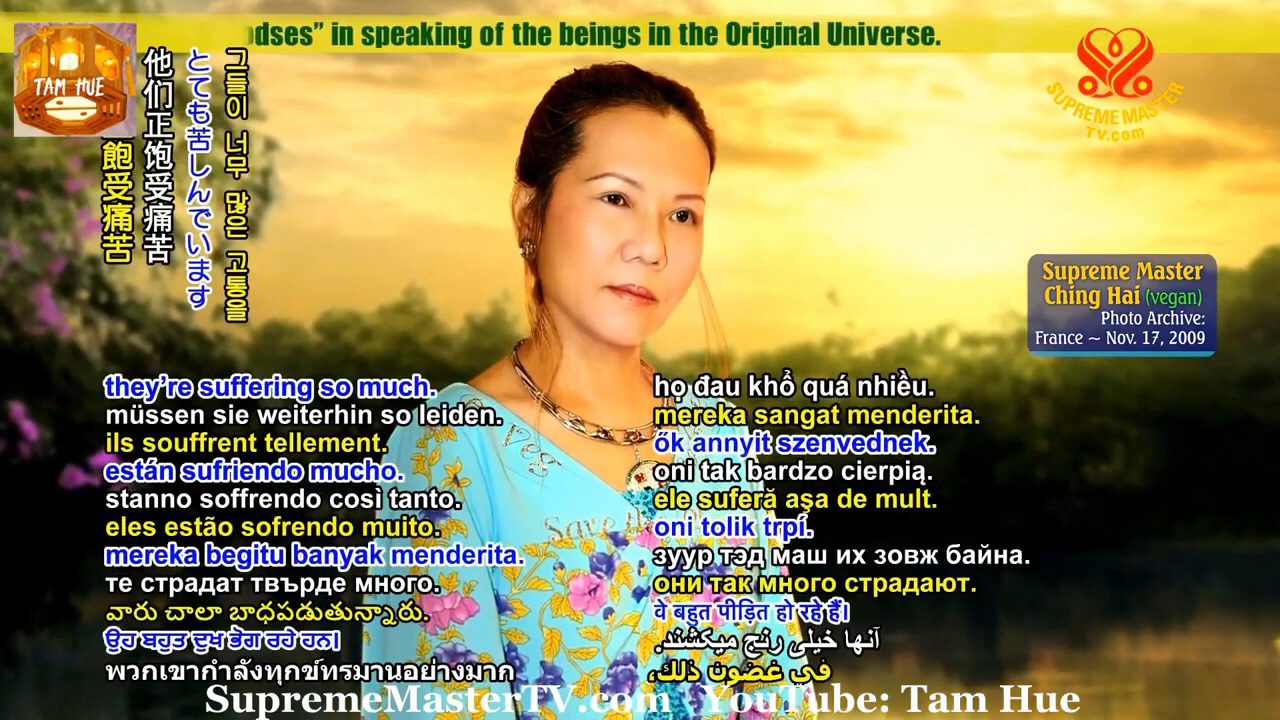 dses” in speaking of the beings in the Original Universe.
TAM HUE
SUPREME MASTER
TV.com
그들이 너무 많은 고통을
とても苦しんでいます
他们正饱受痛苦
飽受痛苦
Supreme Master
Ching Hai (vegan)
Photo Archive:
France ~ Nov. 17, 2009
they’re suffering so much.
müssen sie weiterhin so leiden.
ils souffrent tellement.
están sufriendo mucho.
stanno soffrendo così tanto.
eles estão sofrendo muito.
mereka begitu banyak menderita.
те страдат твърде много.
వారు చాలా బాధపడుతున్నారు.
ਉਹ ਬਹੁਤ ਦੁਖ ਭੋਗ ਰਹੇ ਹਨ।
พวกเขากำลังทุกข์ทรมานอย่างมาก
họ đau khổ quá nhiều.
mereka sangat menderita.
ők annyit szenvednek.
oni tak bardzo cierpią.
ele suferă aşa de mult.
oni tolik trpí.
зуур тэд маш их зовж байна.
они так много страдают.
वे बहुत पीड़ित हो रहे हैं।
آنها خیلی رنج میکشند.
في غضون ذلك،
SupremeMasterTV.com YouTube: Tam Hue